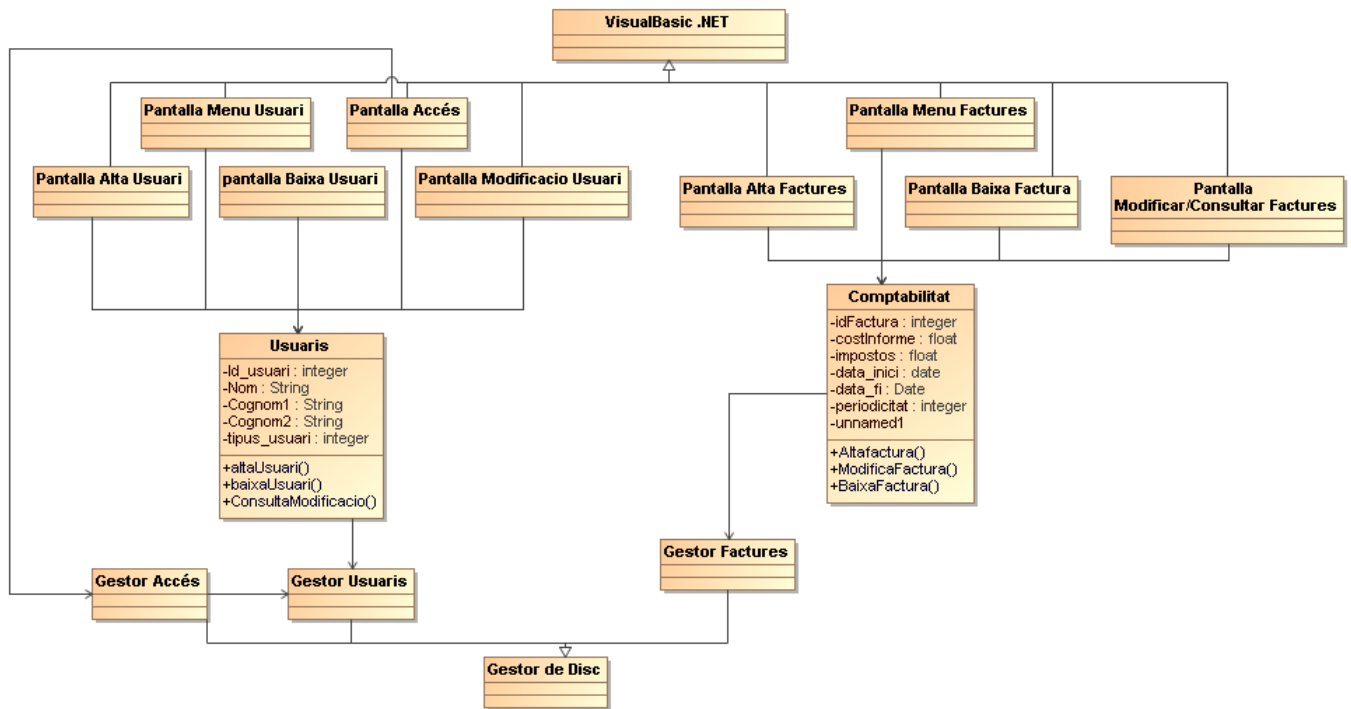 VisualBasic .NET
Pantalla Menu Usuari
Pantalla Accés
Pantalla Menu Factures
Pantalla Alta Usuari
pantalla Baixa Usuari
Pantalla Modificacio Usuari
Pantalla Alta Factures
Pantalla Baixa Factura
Pantalla
Modificar/Consultar Factures
Comptabilitat
-idFactura : integer
-costInforme : float
-impostos : float
-data_inici : date
-data_fi : Date
-periodicitat : integer
-unnamed1
+Altafactura()
+ModificaFactura()
+BaixaFactura()
Usuaris
-Id_usuari : integer
-Nom : String
-Cognom1 : String
-Cognom2 : String
-tipus_usuari : integer
+altaUsuari()
+baixaUsuari()
+ConsultaModificacio()
Gestor Factures
Gestor Accés
Gestor Usuaris
Gestor de Disc